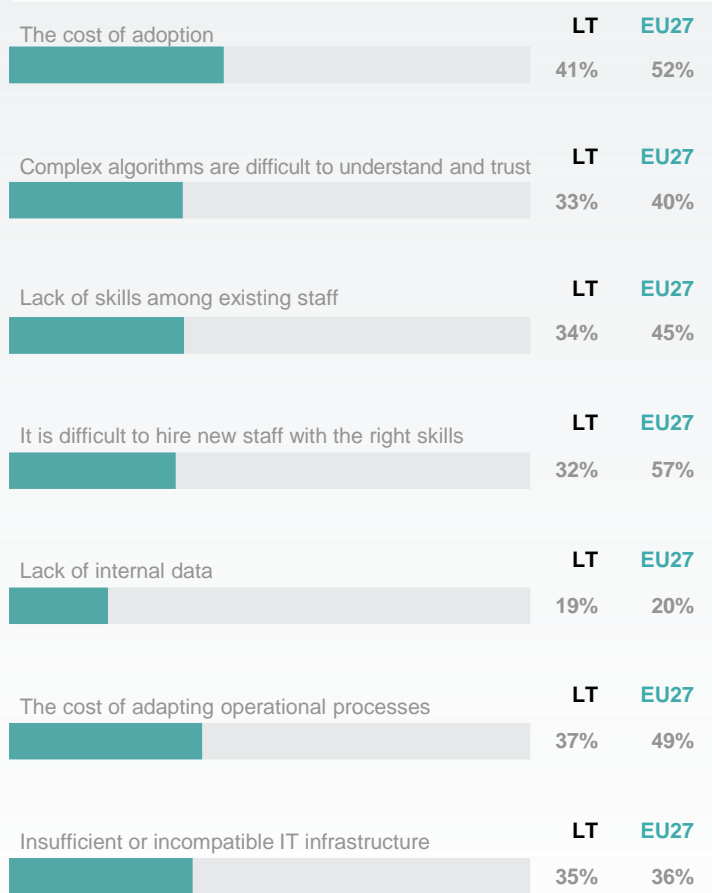 The cost of adoption LT EU27
41% 52%
Complex algorithms are difficult to understand and trust LT EU27
33% 40%
Lack of skills among existing staff LT EU27
34% 45%
It is difficult to hire new staff with the right skills LT EU27
32% 57%
Lack of internal data LT EU27
19% 20%
The cost of adapting operational processes LT EU27
37% 49%
Insufficient or incompatible IT infrastructure LT EU27
35% 36%